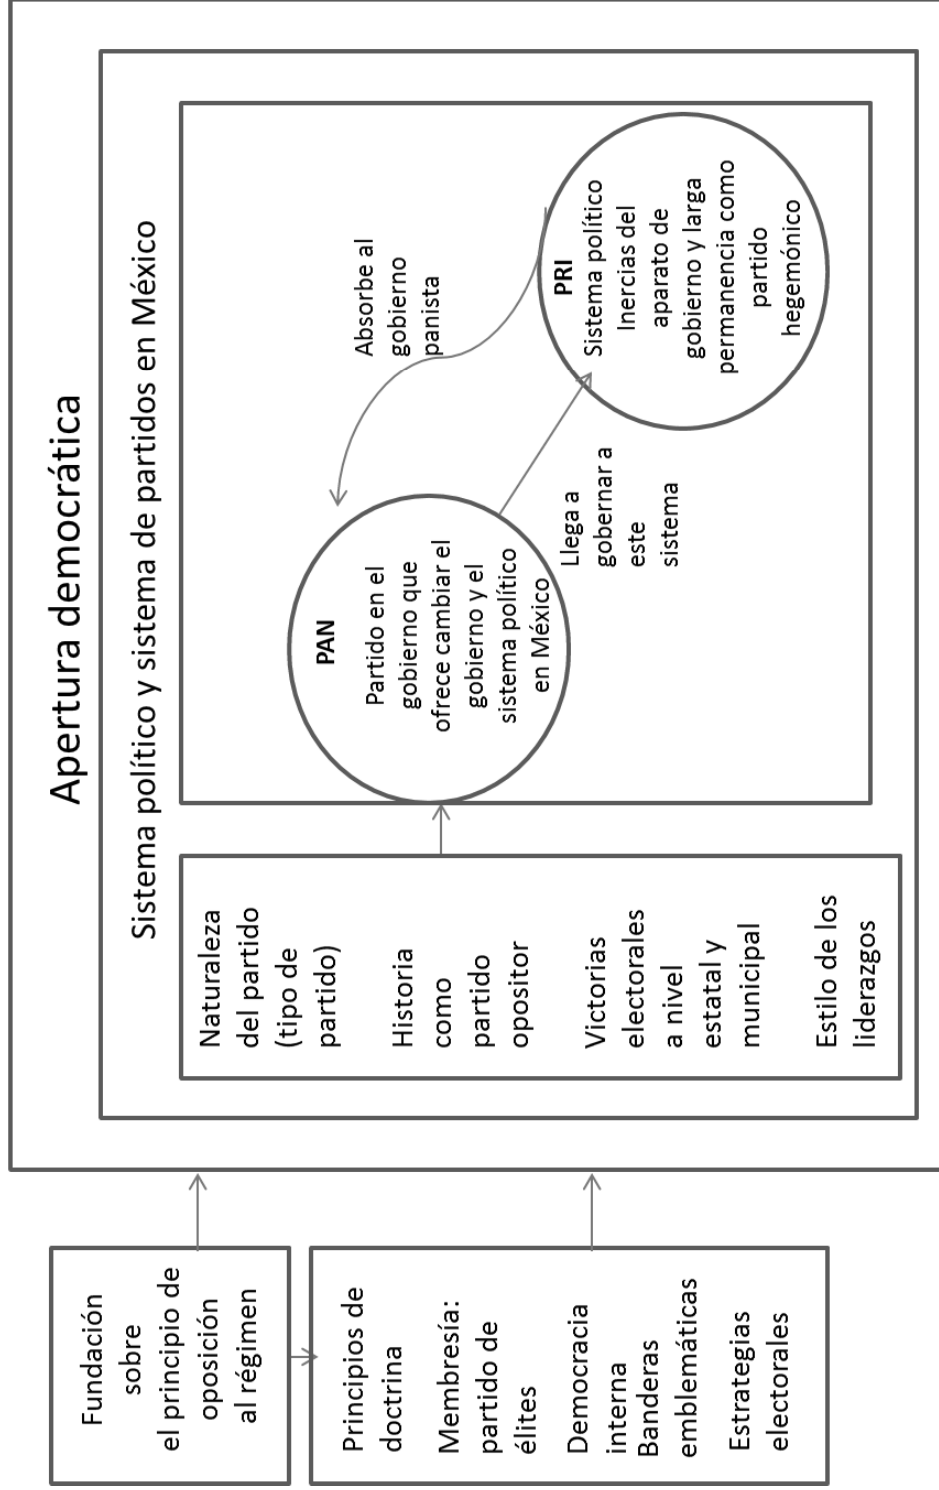 Apertura democrática
Sistema político y sistema de partidos en México
Fundación
sobre
el principio de
oposición
al régimen
Principios de
doctrina
Membresía:
partido de
élites
Democracia
interna
Banderas
emblemáticas
Estrategias
electorales
Naturaleza
del partido
(tipo de
partido)
Historia
como
partido
opositor
Victorias
electorales
a nivel
estatal y
municipal
Estilo de los
liderazgos
PAN
Partido en el
gobierno que
ofrece cambiar el
gobierno y el
sistema político
en México
Llega a
gobernar a
este
sistema
Absorbe al
gobierno
panista
PRI
Sistema político
Inercias del
aparato de
gobierno y larga
permanencia como
partido
hegemónico